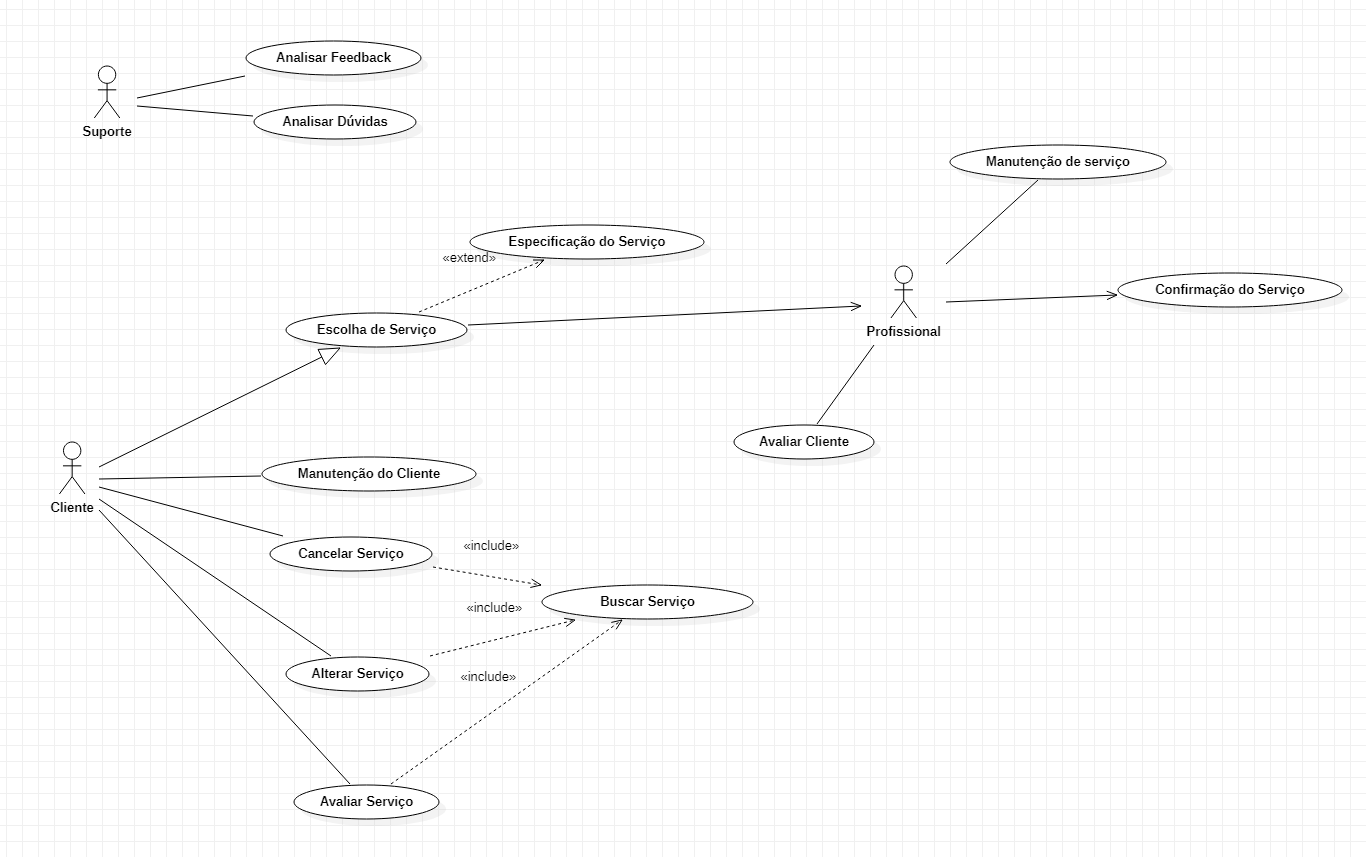 Analisar Feedback
Analisar Dúvidas
Suporte
Manutenção de serviço
Especificação do Serviço
«extend»
Confirmação do Serviço
Escolha de Serviço
Profissional
Avaliar Cliente
Manutenção do Cliente
Cliente
Cancelar Serviço
«include»
Buscar Serviço
«include»
Alterar Serviço
«include»
Avaliar Serviço